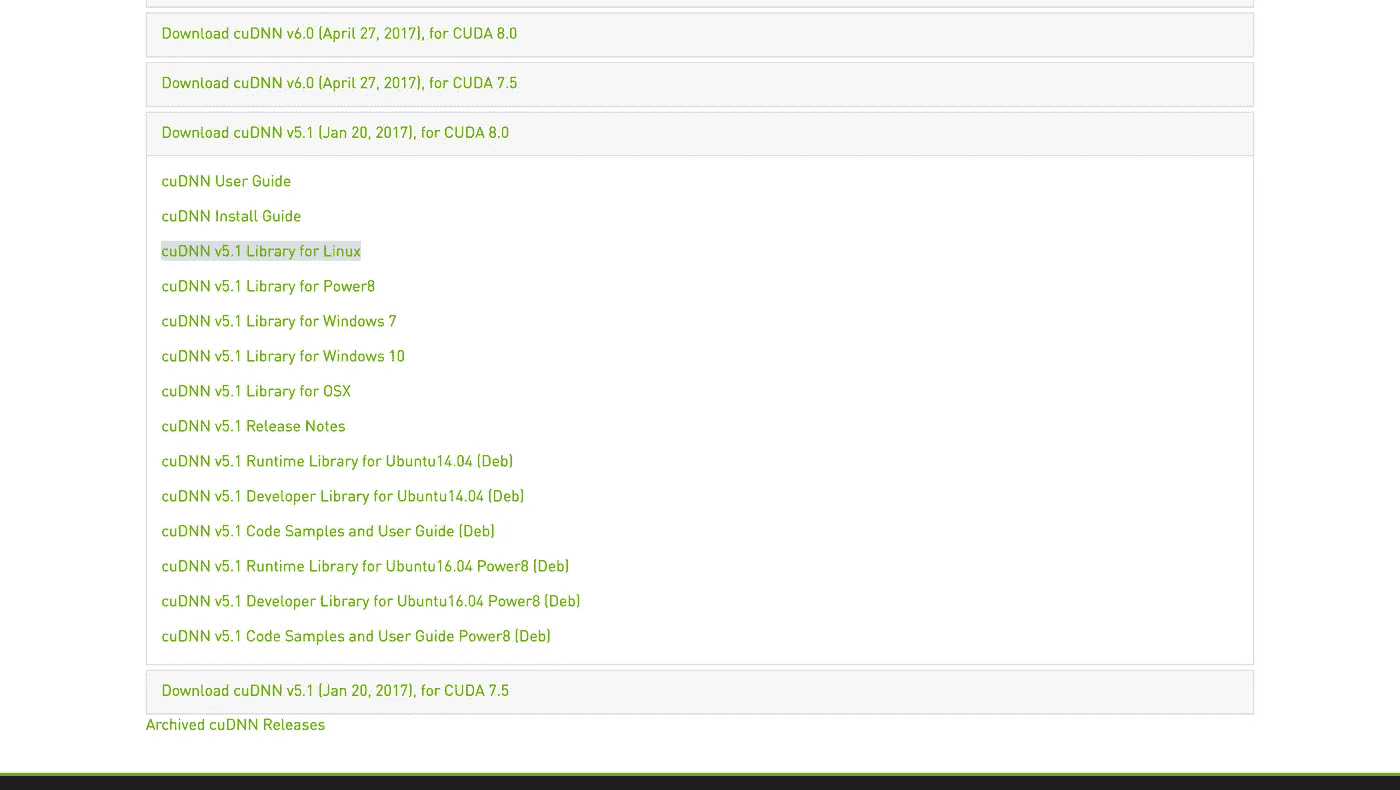 Download cuDNN v6.0 (April 27, 2017), for CUDA 8.0
Download cuDNN v6.0 (April 27, 2017), for CUDA 7.5
Download cuDNN v5.1 (Jan 20, 2017), for CUDA 8.0
cuDNN User Guide
cuDNN Install Guide
cuDNN v5.1 Library for Linux
cuDNN v5.1 Library for Power8
cuDNN v5.1 Library for Windows 7
cuDNN v5.1 Library for Windows 10
cuDNN v5.1 Library for OSX
cuDNN v5.1 Release Notes
cuDNN v5.1 Runtime Library for Ubuntu14.04 (Deb)
cuDNN v5.1 Developer Library for Ubuntu14.04 (Deb)
cuDNN v5.1 Code Samples and User Guide (Deb)
cuDNN v5.1 Runtime Library for Ubuntu16.04 Power8 (Deb)
cuDNN v5.1 Developer Library for Ubuntu16.04 Power8 (Deb)
cuDNN v5.1 Code Samples and User Guide Power8 (Deb)
Download cuDNN v5.1 (Jan 20, 2017), for CUDA 7.5
Archived cuDNN Releases